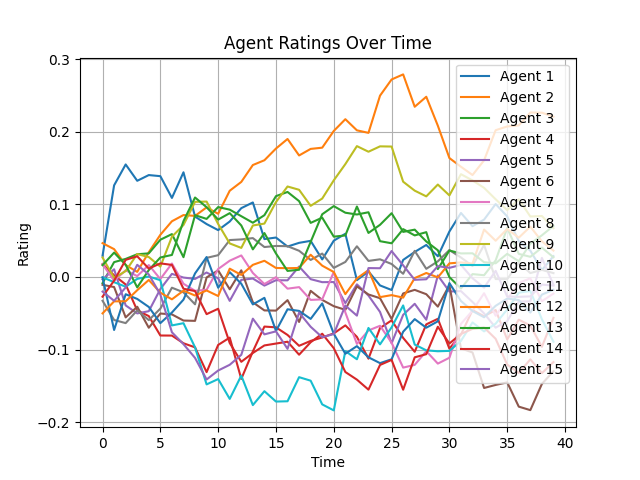 Agent Ratings Over Time
0.3
0.2
0.1
0.0
−0.1
−0.2
Rating
0
5
10
15
20
25
30
35
40
Time
Agent 1
Agent 2
Agent 3
Agent 4
Agent 5
Agent 6
Agent 7
Agent 8
Agent 9
Agent 10
Agent 11
Agent 12
Agent 13
Agent 14
Agent 15